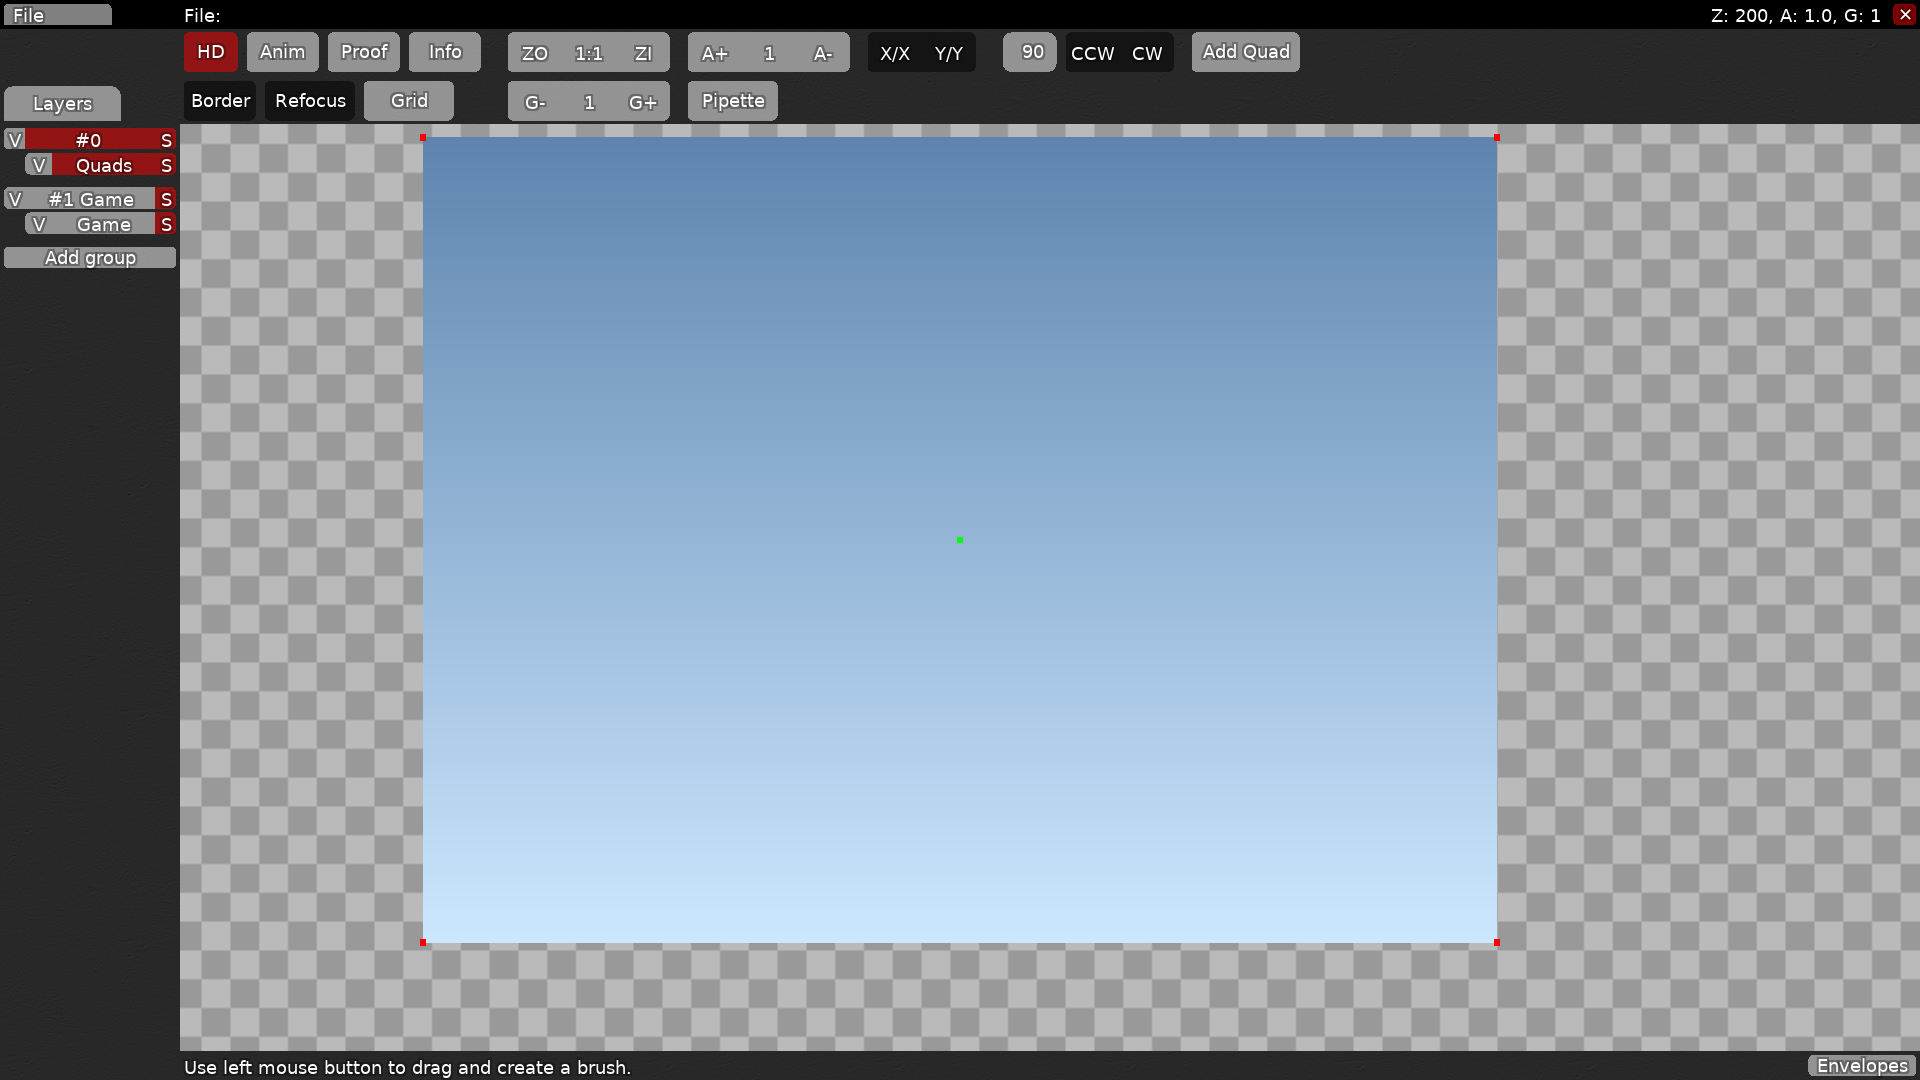 File File: Z: 200, A: 1.0, G: 1
HD Anim Proof Info ZO 1:1 ZI A+ 1 A- X/X Y/Y 90 CCW CW Add Quad
Layers Border Refocus Grid G- 1 G+ Pipette
V #0 S
V Quads S
V #1 Game S
V Game S
Add group
Use left mouse button to drag and create a brush. Envelopes